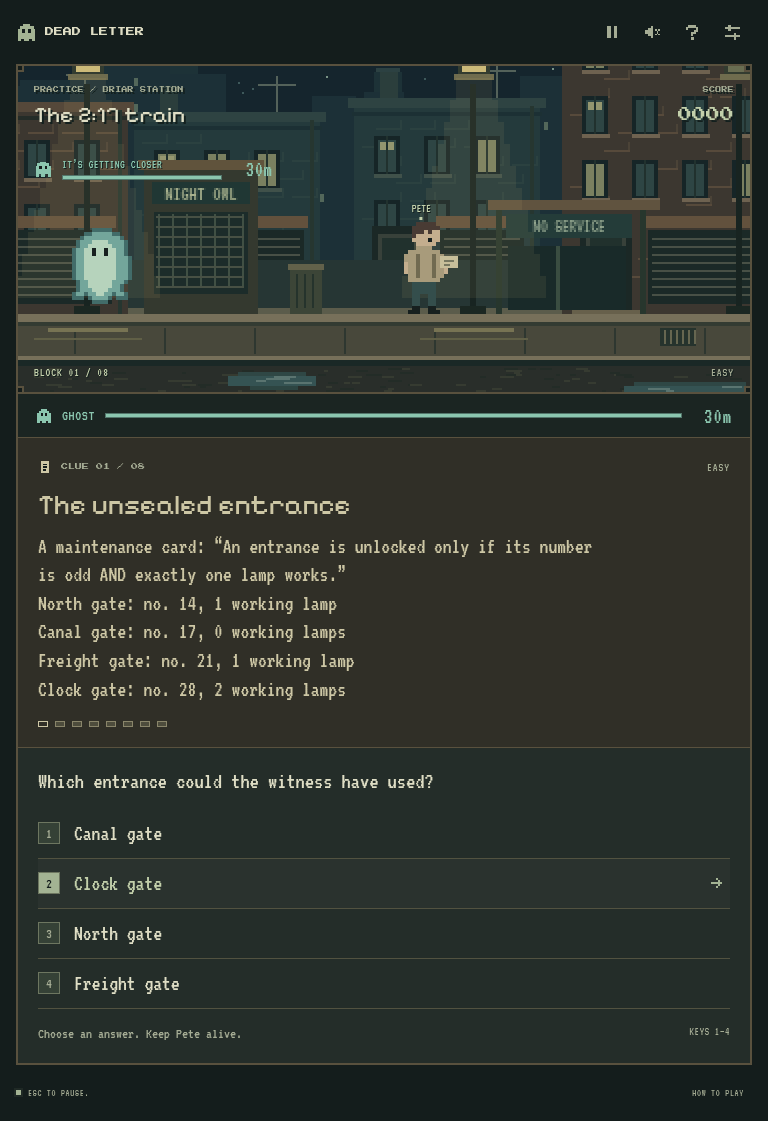 DEAD LETTER
PRACTICE / BRIAR STATION
SCORE
The 2:17 train
0000
IT'S GETTING CLOSER
30m
NIGHT OWL
PETE
NO SERVICE
BLOCK 01 / 08
EASY
GHOST
30m
CLUE 01 / 08
EASY
The unsealed entrance
A maintenance card: “An entrance is unlocked only if its number
is odd AND exactly one lamp works.”
North gate: no. 14, 1 working lamp
Canal gate: no. 17, 0 working lamps
Freight gate: no. 21, 1 working lamp
Clock gate: no. 28, 2 working lamps
Which entrance could the witness have used?
1 Canal gate
2 Clock gate →
3 North gate
4 Freight gate
Choose an answer. Keep Pete alive.
KEYS 1–4
ESC TO PAUSE.
HOW TO PLAY